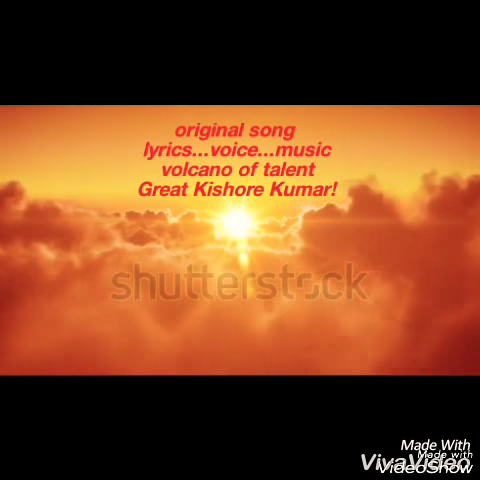 original song
lyrics...voice...music
volcano of talent
Great Kishore Kumar!
shutterstock
Made With
Made with
VivaVideo
VideoShow